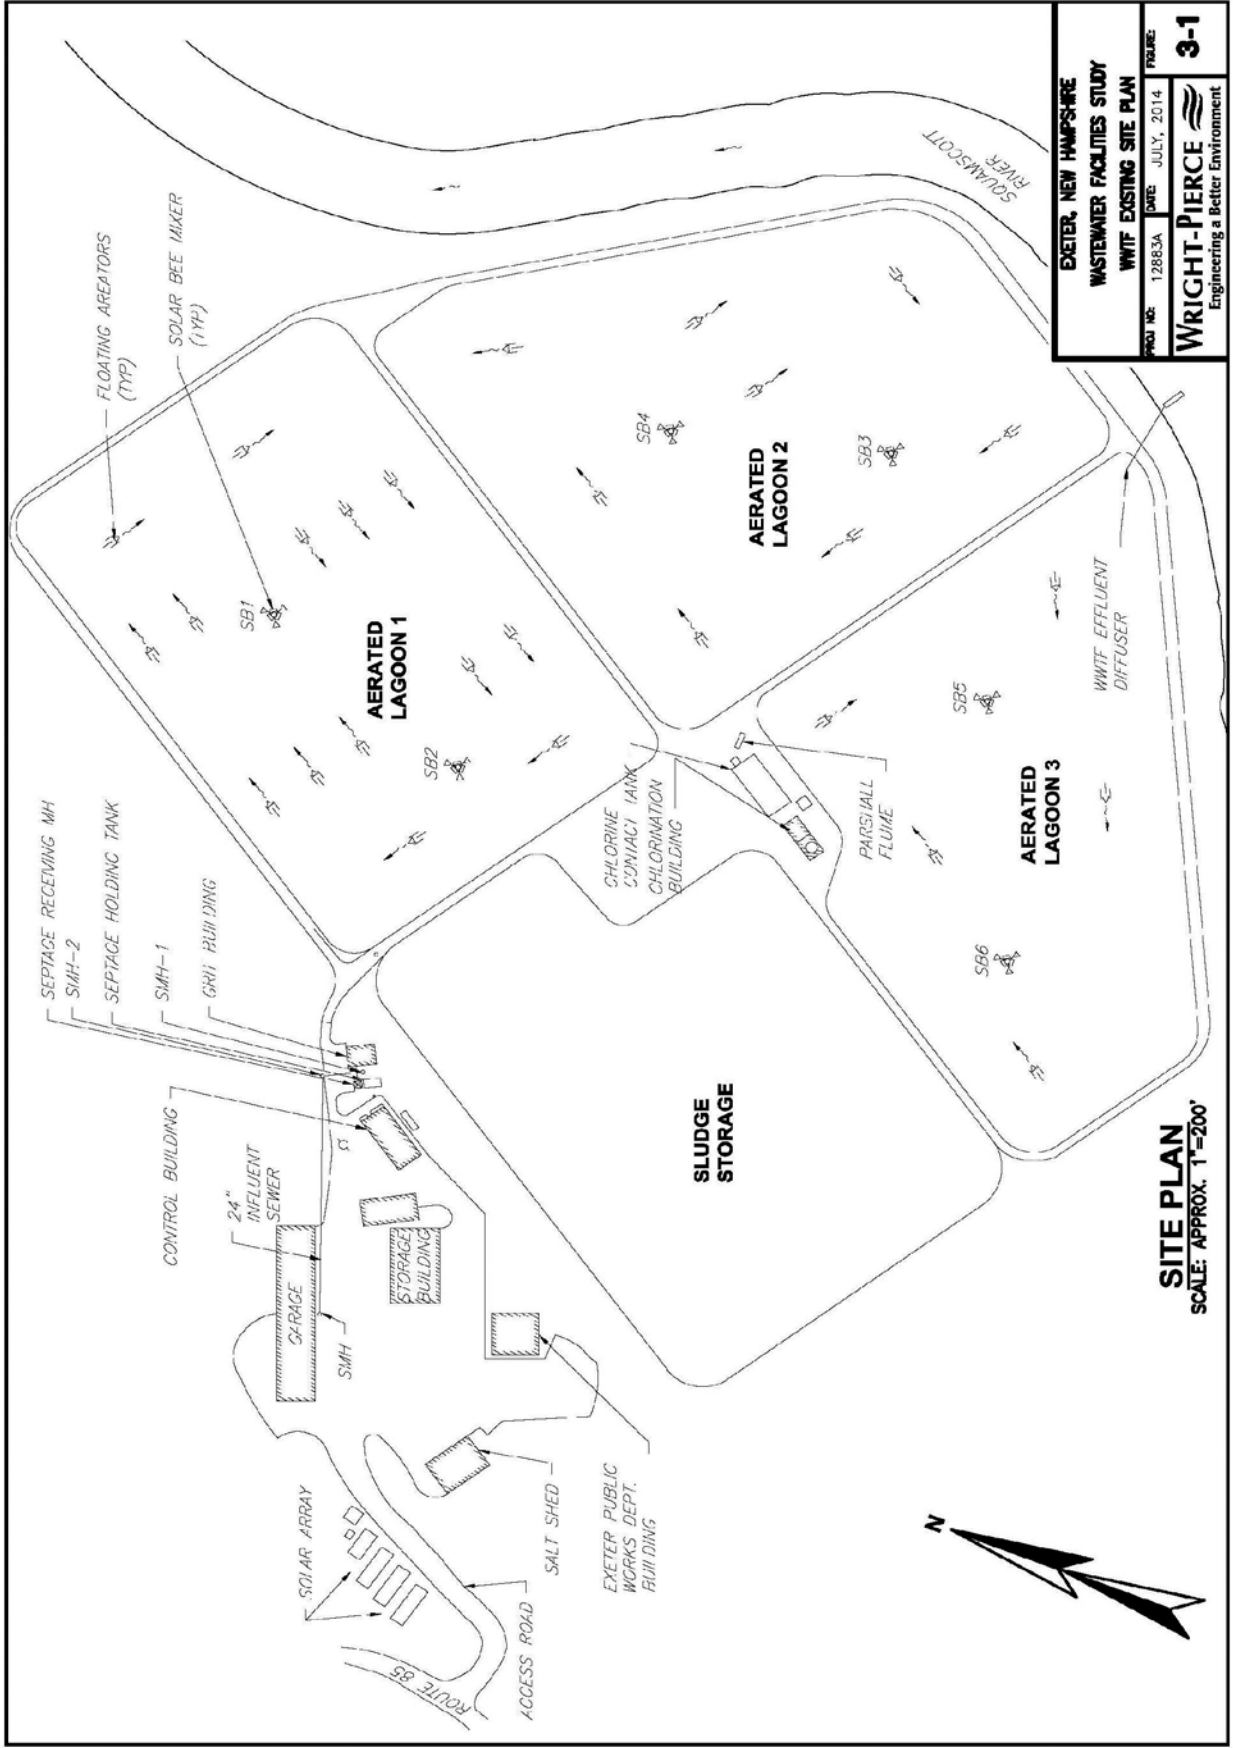 SEPTAGE RECEIVING MH
SMH-2
SEPTAGE HOLDING TANK
SMH-1
GRIT BUILDING
CONTROL BUILDING
24"
INFLUENT
SEWER
GARAGE
SMH
STORAGE
BUILDING
SOLAR ARRAY
ROUTE 85
ACCESS ROAD
SALT SHED
EXETER PUBLIC
WORKS DEPT.
BUILDING
FLOATING AREATORS
(TYP)
SOLAR BEE MIXER
(TYP)
SB1
AERATED
LAGOON 1
SB2
SB4
SB3
AERATED
LAGOON 2
SQUAMSCOTT
RIVER
CHLORINE
CONTACT TANK
CHLORINATION
BUILDING
PARSHALL
FLUME
SB5
SB6
AERATED
LAGOON 3
WWTF EFFLUENT
DIFFUSER
SLUDGE
STORAGE
N
SITE PLAN
SCALE: APPROX. 1"=200'
EXETER, NEW HAMPSHIRE
WASTEWATER FACILITIES STUDY
WWTF EXISTING SITE PLAN
PROJ NO: 12883A DATE: JULY, 2014 FIGURE:
3-1
WRIGHT-PIERCE
Engineering a Better Environment